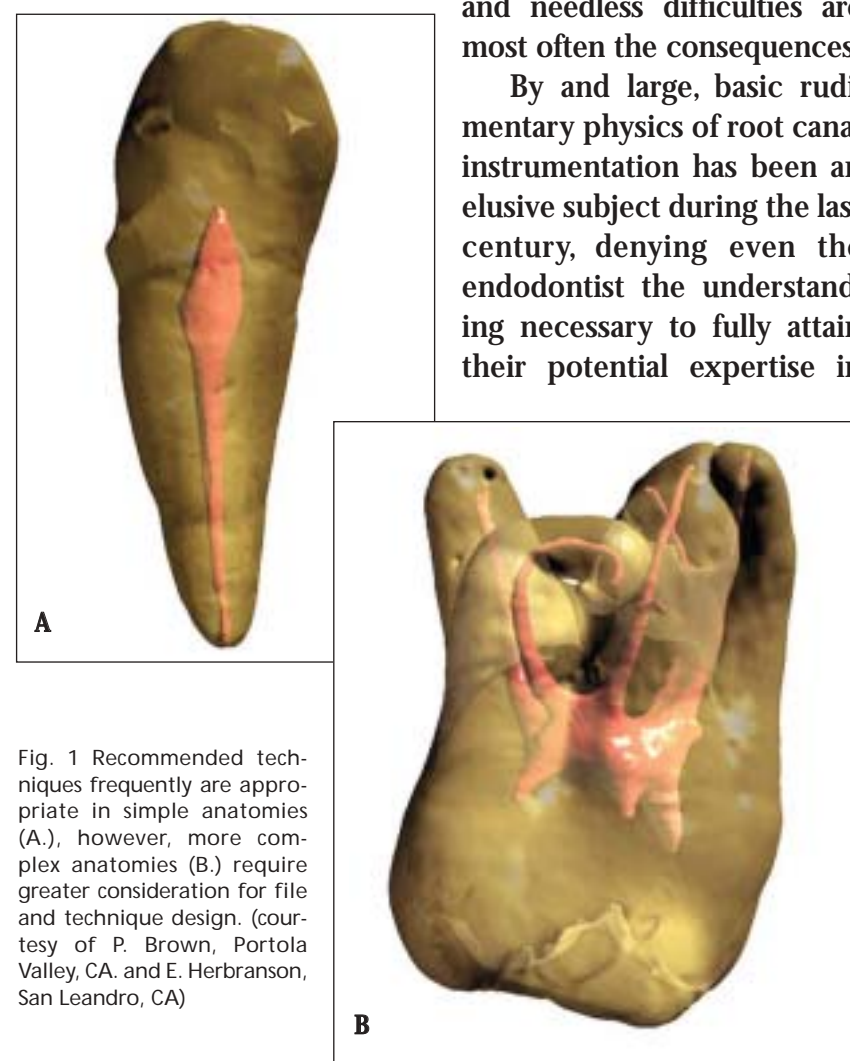 and needless difficulties are
most often the consequences
By and large, basic rudi
mentary physics of root cana
instrumentation has been an
elusive subject during the las
century, denying even the
endodontist the understand
ing necessary to fully attain
their potential expertise in
A
Fig. 1 Recommended tech-
niques frequently are appro-
priate in simple anatomies
(A.), however, more com-
plex anatomies (B.) require
greater consideration for file
and technique design. (cour-
tesy of P. Brown, Portola
Valley, CA. and E. Herbranson,
San Leandro, CA)
B